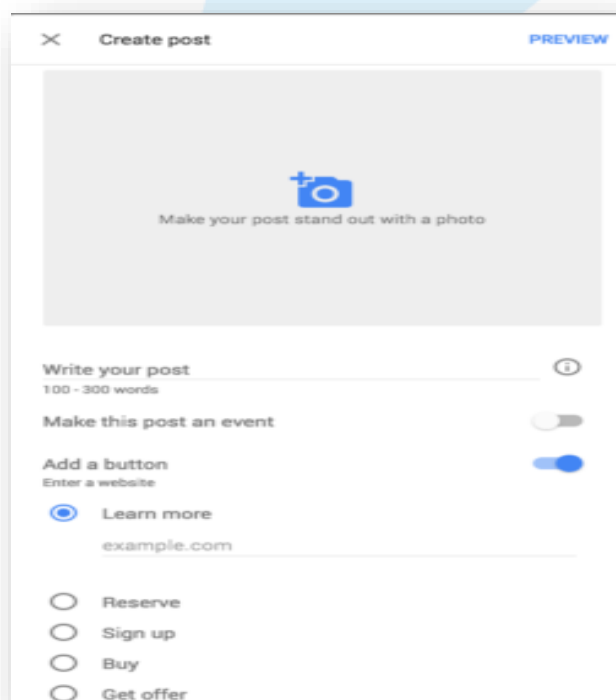 Create post PREVIEW
Make your post stand out with a photo
Write your post
100 - 300 words
Make this post an event
Add a button
Enter a website
Learn more
example.com
Reserve
Sign up
Buy
Get offer